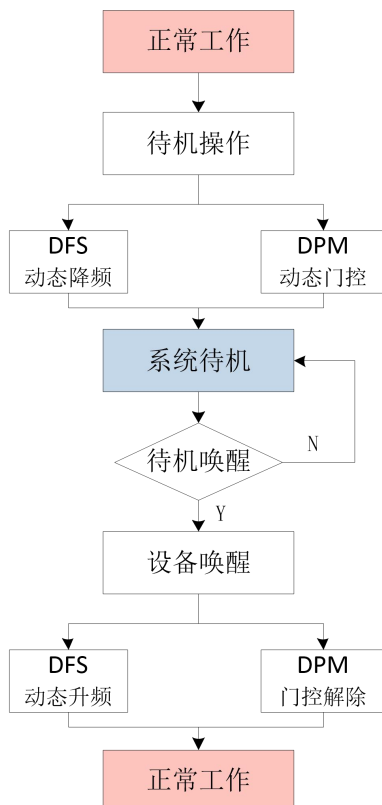 正常工作
待机操作
DFS
动态降频
DPM
动态门控
系统待机
待机唤醒
N
Y
设备唤醒
DFS
动态升频
DPM
门控解除
正常工作